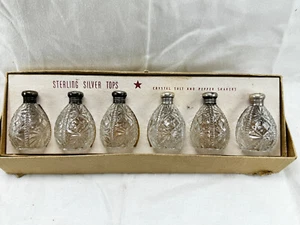 STERLING SILVER TOPS ★ CRYSTAL SALT AND PEPPER SHAKERS